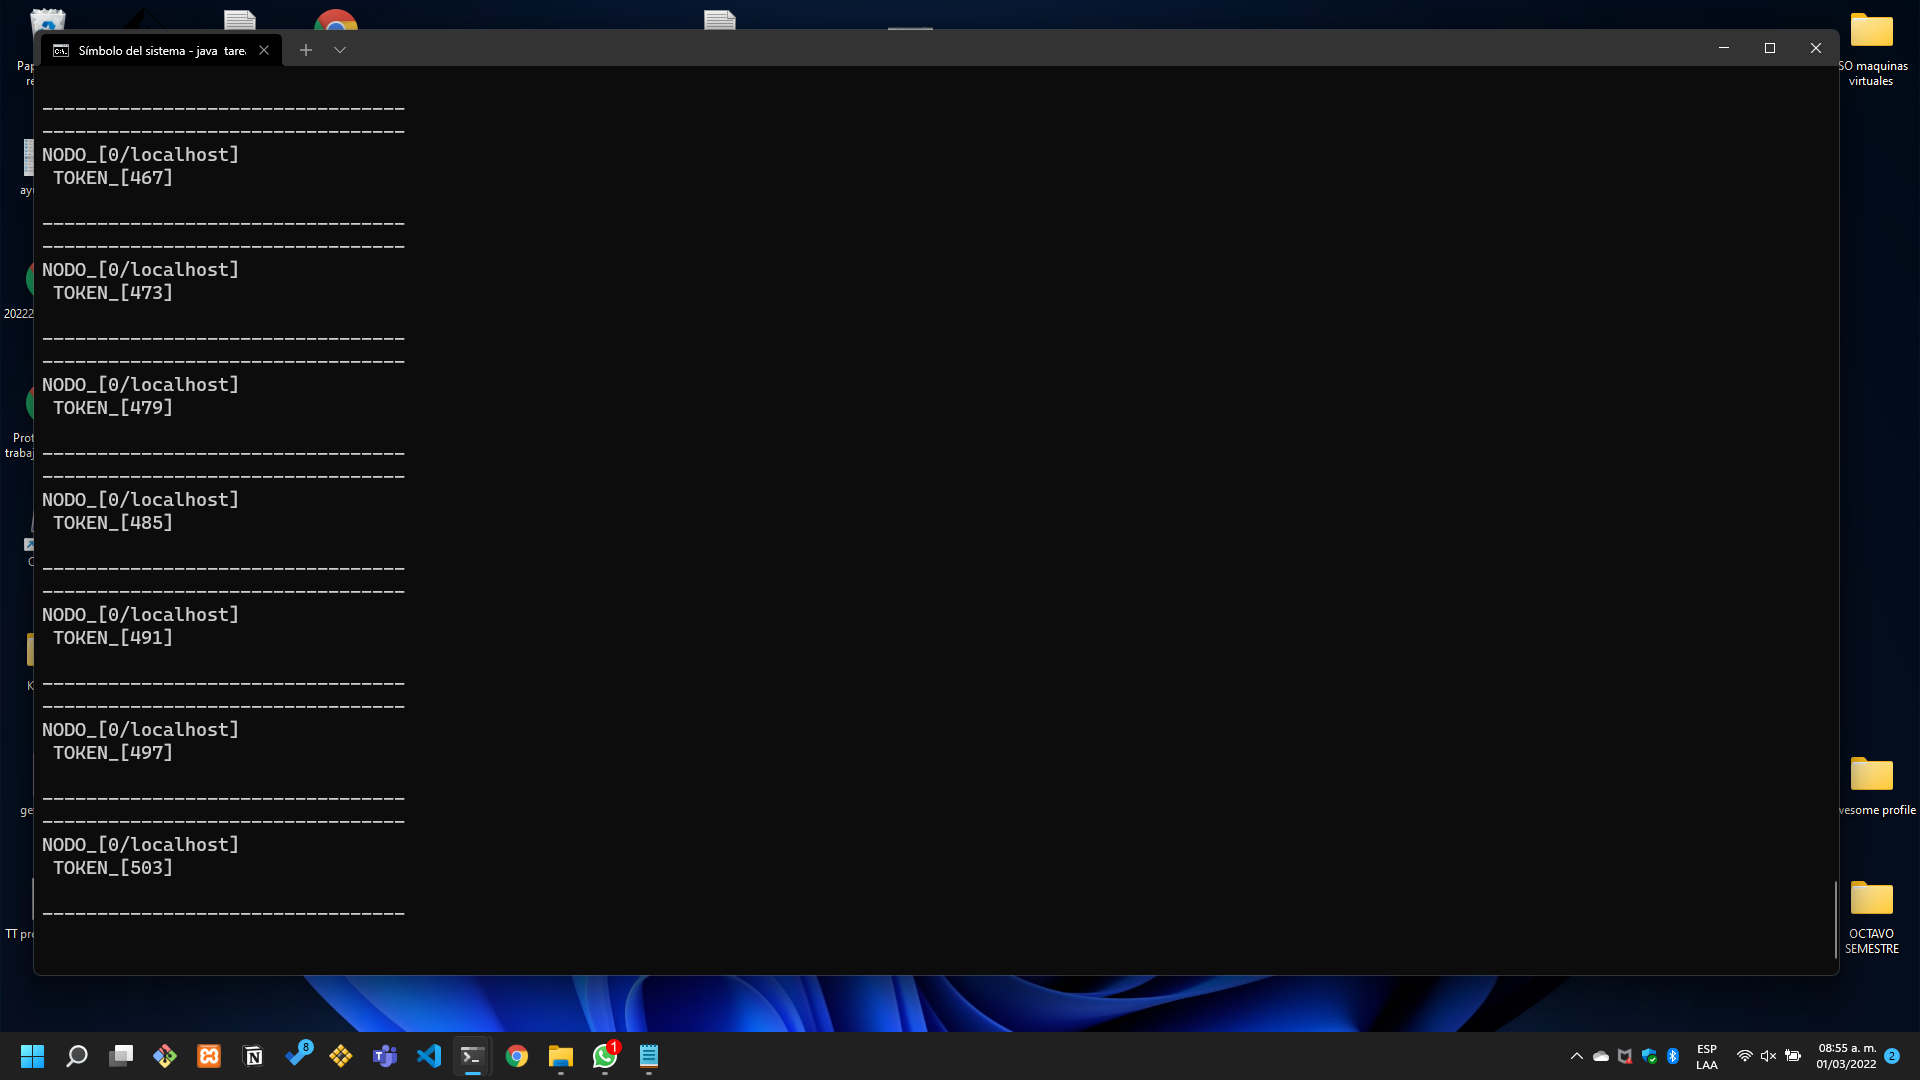 Símbolo del sistema - java tare
--------------------------------
--------------------------------
NODO_[0/localhost]
TOKEN_[467]
--------------------------------
--------------------------------
NODO_[0/localhost]
TOKEN_[473]
--------------------------------
--------------------------------
NODO_[0/localhost]
TOKEN_[479]
--------------------------------
--------------------------------
NODO_[0/localhost]
TOKEN_[485]
--------------------------------
--------------------------------
NODO_[0/localhost]
TOKEN_[491]
--------------------------------
--------------------------------
NODO_[0/localhost]
TOKEN_[497]
--------------------------------
--------------------------------
NODO_[0/localhost]
TOKEN_[503]
--------------------------------
Pap
re
ay
20222
Prot
trabaj
ge
TT pr
SO maquinas
virtuales
vesome profile
OCTAVO
SEMESTRE
8
1
ESP
LAA
08:55 a. m.
01/03/2022
2